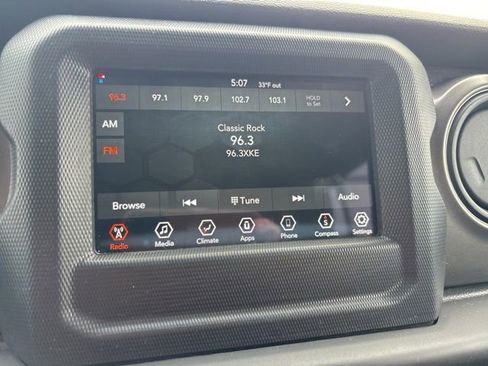 5:07 33°F out
96.3 97.1 97.9 102.7 103.1 HOLD to Set
AM
Classic Rock
96.3
FM
96.3XKE
Browse Tune Audio
Radio Media Climate Apps Phone Compass Settings